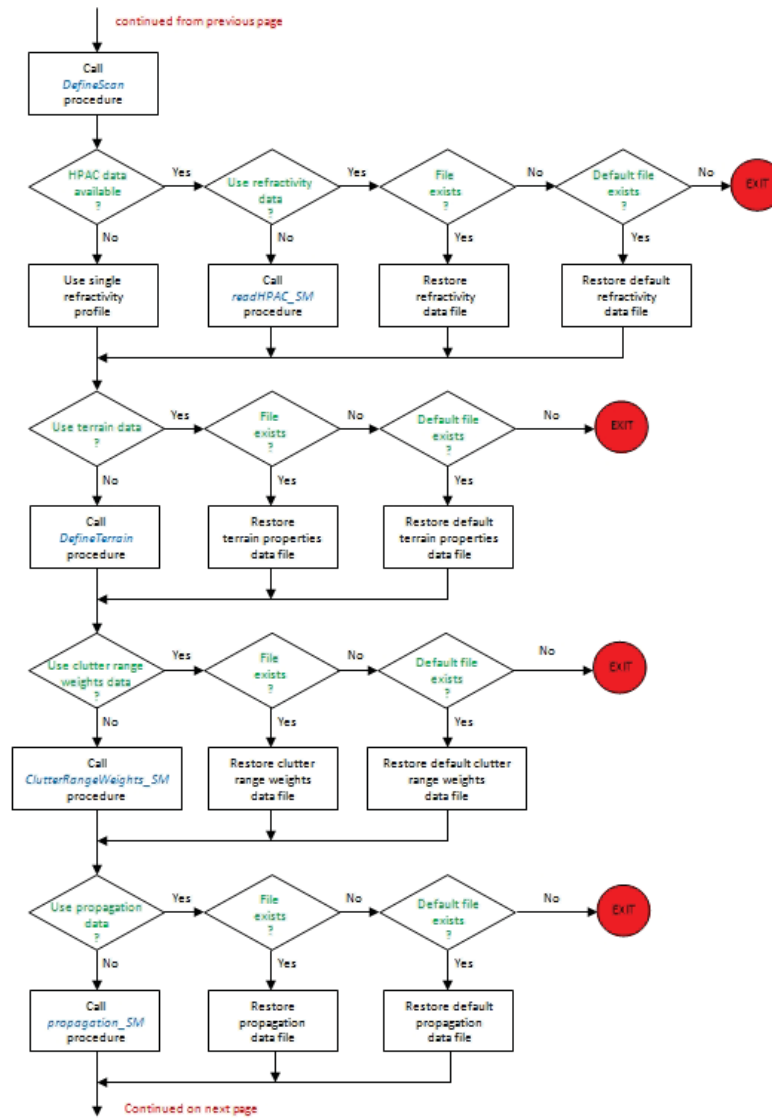 continued from previous page
Call
DefineScan
procedure
HPAC data
available
?
Yes
Use refractivity
data
?
Yes
File
exists
?
No
Default file
exists
?
No
EXIT
No
No
Yes
Yes
Use single
refractivity
profile
Call
readHPAC_SM
procedure
Restore
refractivity
data file
Restore default
refractivity
data file
Use terrain data
?
Yes
File
exists
?
No
Default file
exists
?
No
EXIT
No
Yes
Yes
Call
DefineTerrain
procedure
Restore
terrain properties
data file
Restore default
terrain properties
data file
Use clutter range
weights data
?
Yes
File
exists
?
No
Default file
exists
?
No
EXIT
No
Yes
Yes
Call
ClutterRangeWeights_SM
procedure
Restore clutter
range weights
data file
Restore default clutter
range weights
data file
Use propagation
data
?
Yes
File
exists
?
No
Default file
exists
?
No
EXIT
No
Yes
Yes
Call
propagation_SM
procedure
Restore
propagation
data file
Restore default
propagation
data file
Continued on next page